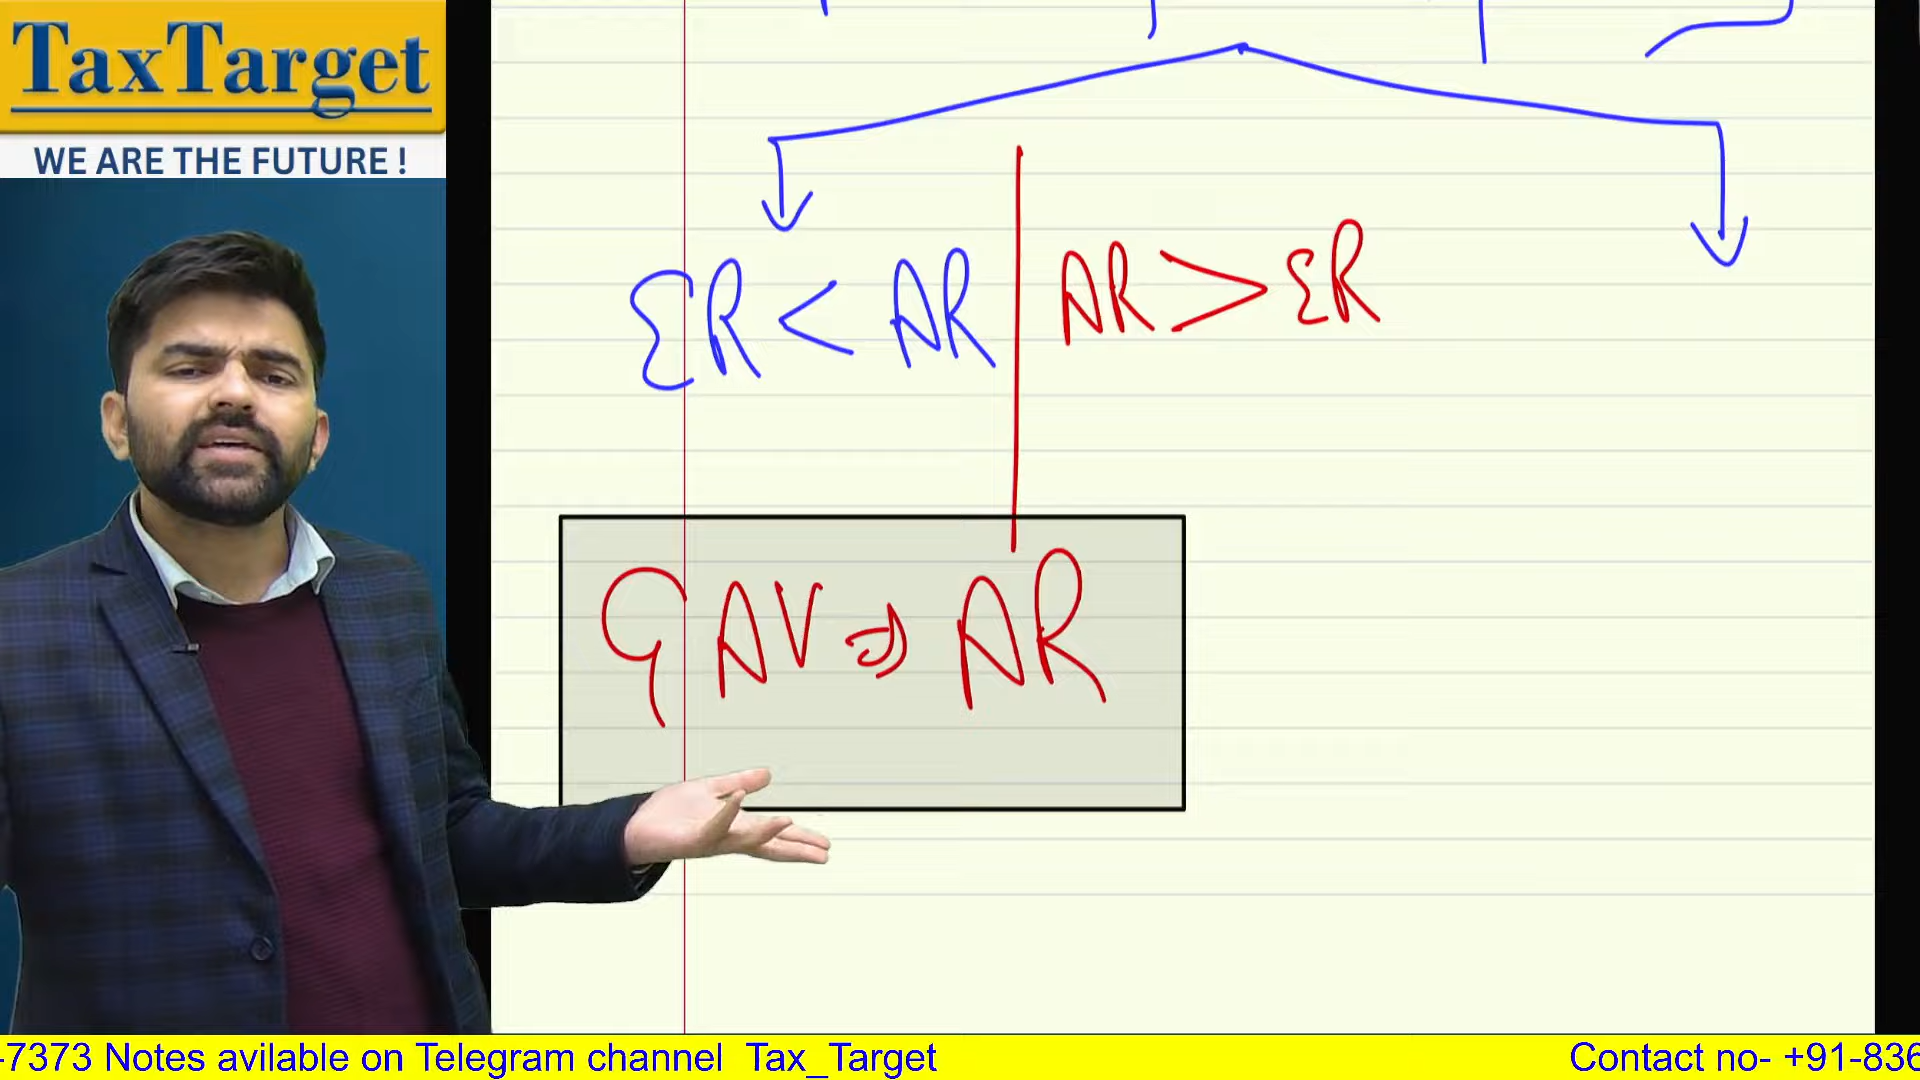 TaxTarget
WE ARE THE FUTURE !
ER < AR
AR > ER
GAV ⇒ AR
-7373 Notes avilable on Telegram channel Tax_Target
Contact no- +91-836